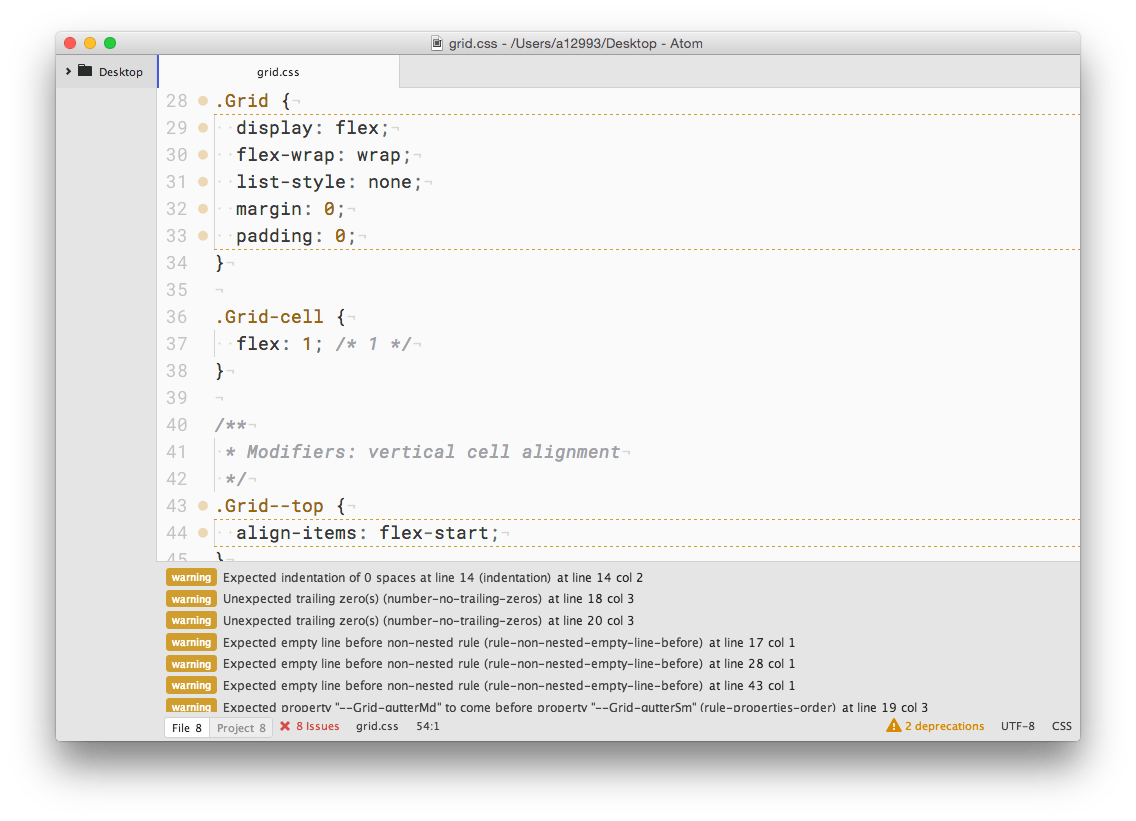 grid.css - /Users/a12993/Desktop - Atom
Desktop
grid.css
28 .Grid {¬
29 ··display: flex;¬
30 ··flex-wrap: wrap;¬
31 ··list-style: none;¬
32 ··margin: 0;¬
33 ··padding: 0;¬
34 }¬
35 ¬
36 .Grid-cell {¬
37 ··flex: 1; /* 1 */¬
38 }¬
39 ¬
40 /**¬
41 ·* Modifiers: vertical cell alignment¬
42 ·*/¬
43 .Grid--top {¬
44 ··align-items: flex-start;¬
45 }¬
warning Expected indentation of 0 spaces at line 14 (indentation) at line 14 col 2
warning Unexpected trailing zero(s) (number-no-trailing-zeros) at line 18 col 3
warning Unexpected trailing zero(s) (number-no-trailing-zeros) at line 20 col 3
warning Expected empty line before non-nested rule (rule-non-nested-empty-line-before) at line 17 col 1
warning Expected empty line before non-nested rule (rule-non-nested-empty-line-before) at line 28 col 1
warning Expected empty line before non-nested rule (rule-non-nested-empty-line-before) at line 43 col 1
warning Expected property "--Grid-gutterMd" to come before property "--Grid-gutterSm" (rule-properties-order) at line 19 col 3
File 8 Project 8 8 Issues grid.css 54:1 2 deprecations UTF-8 CSS